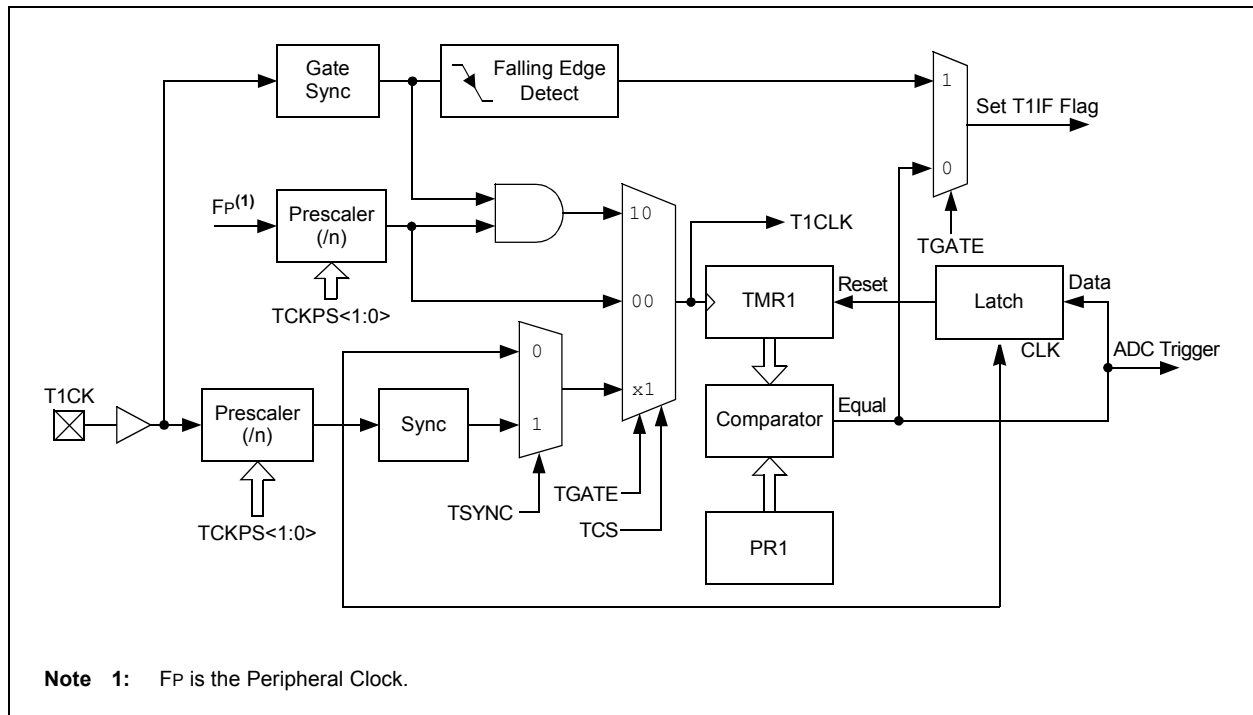 Gate
Sync
Falling Edge
Detect
1
Set T1IF Flag
0
TGATE
FP(1)
Prescaler
(/n)
TCKPS<1:0>
10
00
x1
T1CLK
TMR1
Reset
Latch
Data
CLK
ADC Trigger
T1CK
Prescaler
(/n)
TCKPS<1:0>
Sync
0
1
TSYNC
TGATE
TCS
Comparator
Equal
PR1
Note 1: FP is the Peripheral Clock.